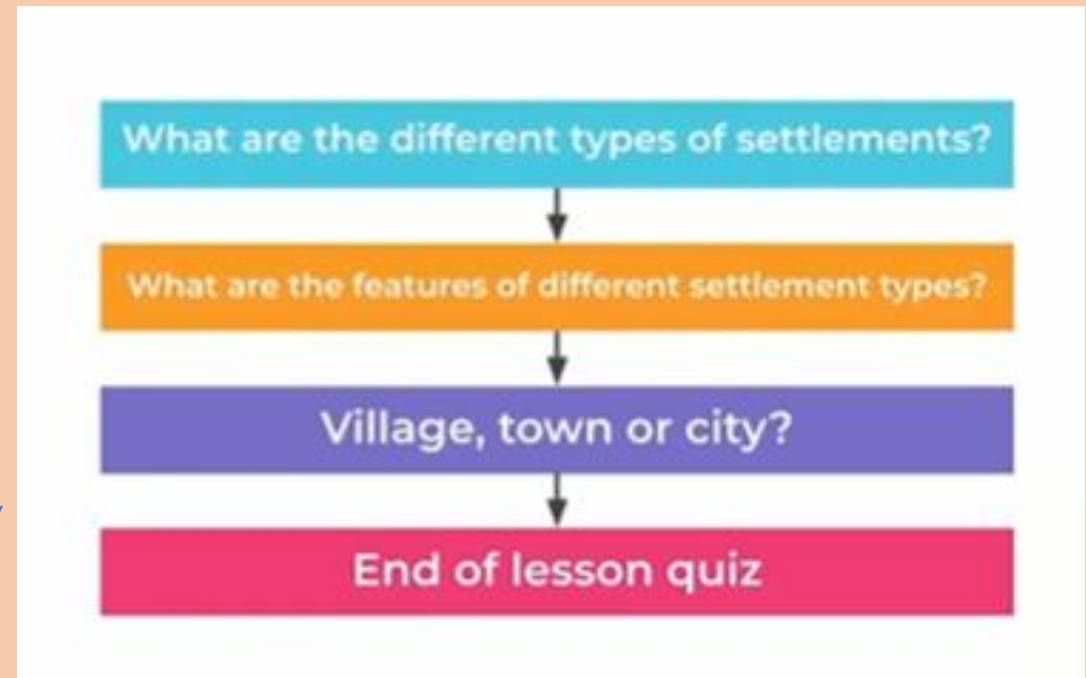 What are the different types of settlements?
What are the features of different settlement types?
Village, town or city?
End of lesson quiz